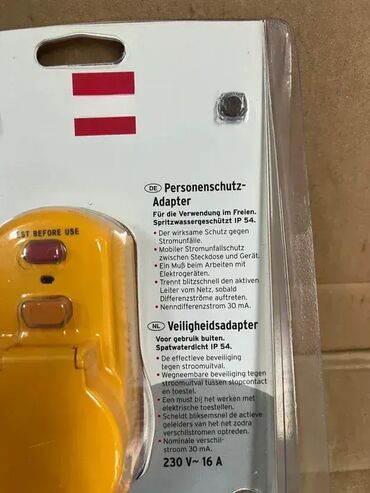 DE Personenschutz-
Adapter
Für die Verwendung im Freien.
Spritzwassergeschützt IP 54.
• Der wirksame Schutz gegen
Stromunfälle.
• Mobiler Stromunfallschutz
zwischen Steckdose und Gerät.
• Ein Muß beim Arbeiten mit
Elektrogeräten.
• Trennt blitzschnell den aktiven
Leiter vom Netz, sobald
Differenzströme auftreten.
• Nenndifferenzstrom 30 mA.
EST BEFORE USE
NL Veiligheidsadapter
Voor gebruik buiten.
Spatwaterdicht IP 54.
• De effectieve beveiliging
tegen stroomuitval.
• Wegneembare beveiliging tegen
stroomuitval tussen stopcontact
en toestel.
• Een must bij het werken met
elektrische toestellen.
• Scheidt bliksemsnel de actieve
geleiders van het net zodra
verschilstromen optreden.
• Nominale verschil-
stroom 30 mA.
230 V~ 16 A